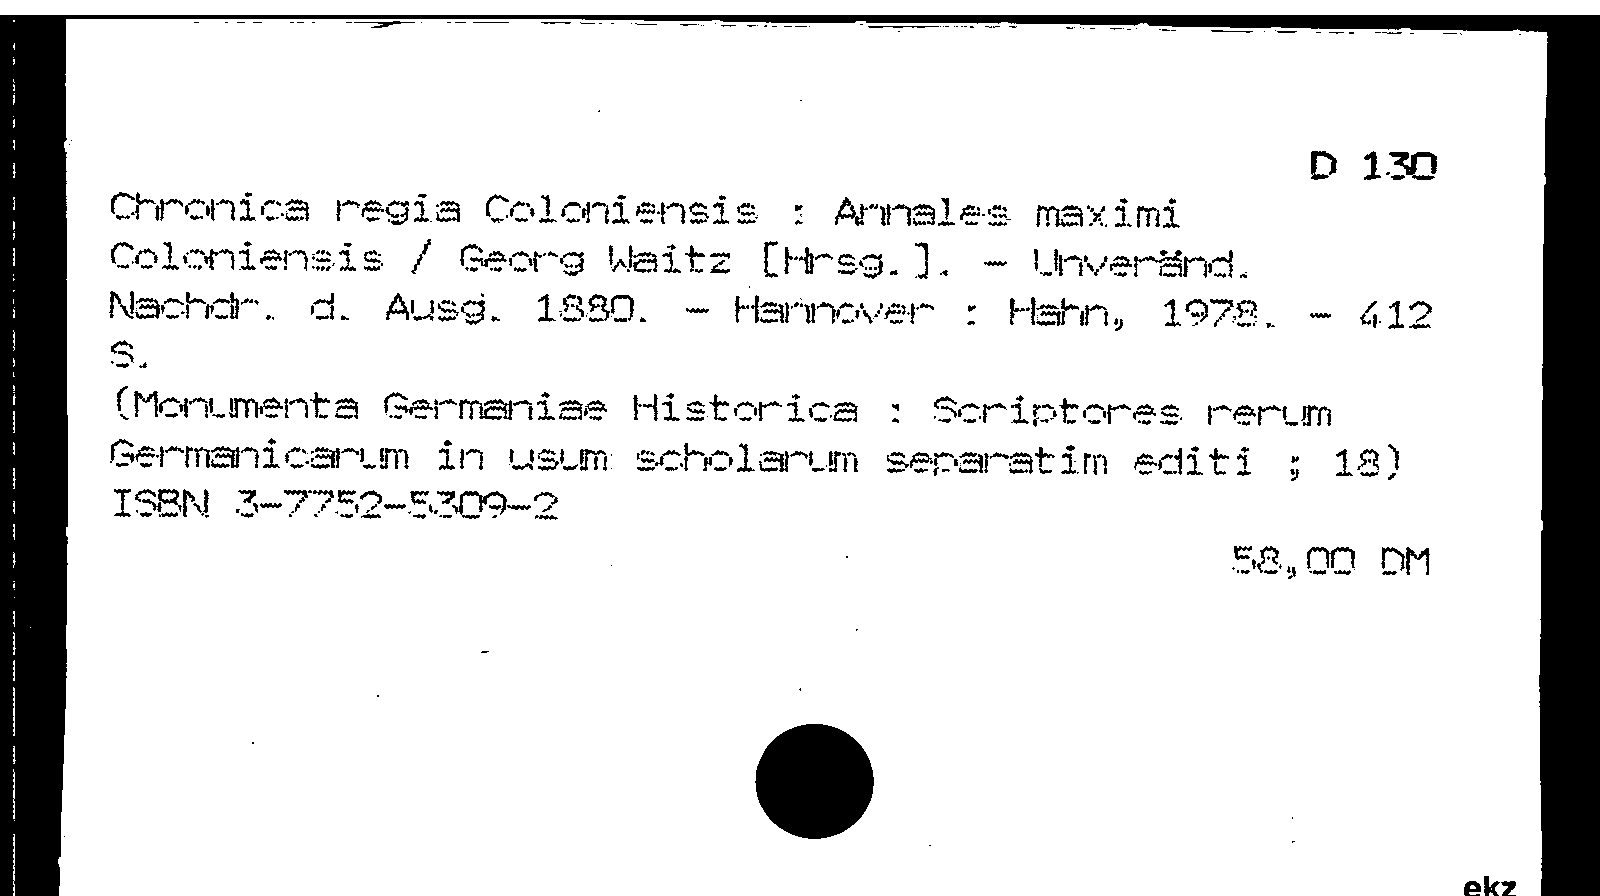 D 130
Chronica regia Coloniensis : Annales maximi
Coloniensis / Georg Waitz [Hrsg.]. - Unveränd.
Nachdr. d. Ausg. 1880. - Hannover : Hahn, 1978. - 412
S.
(Monumenta Germaniae Historica : Scriptores rerum
Germanicarum in usum scholarum separatim editi ; 18)
ISBN 3-7752-5309-2
58,00 DM
ekz